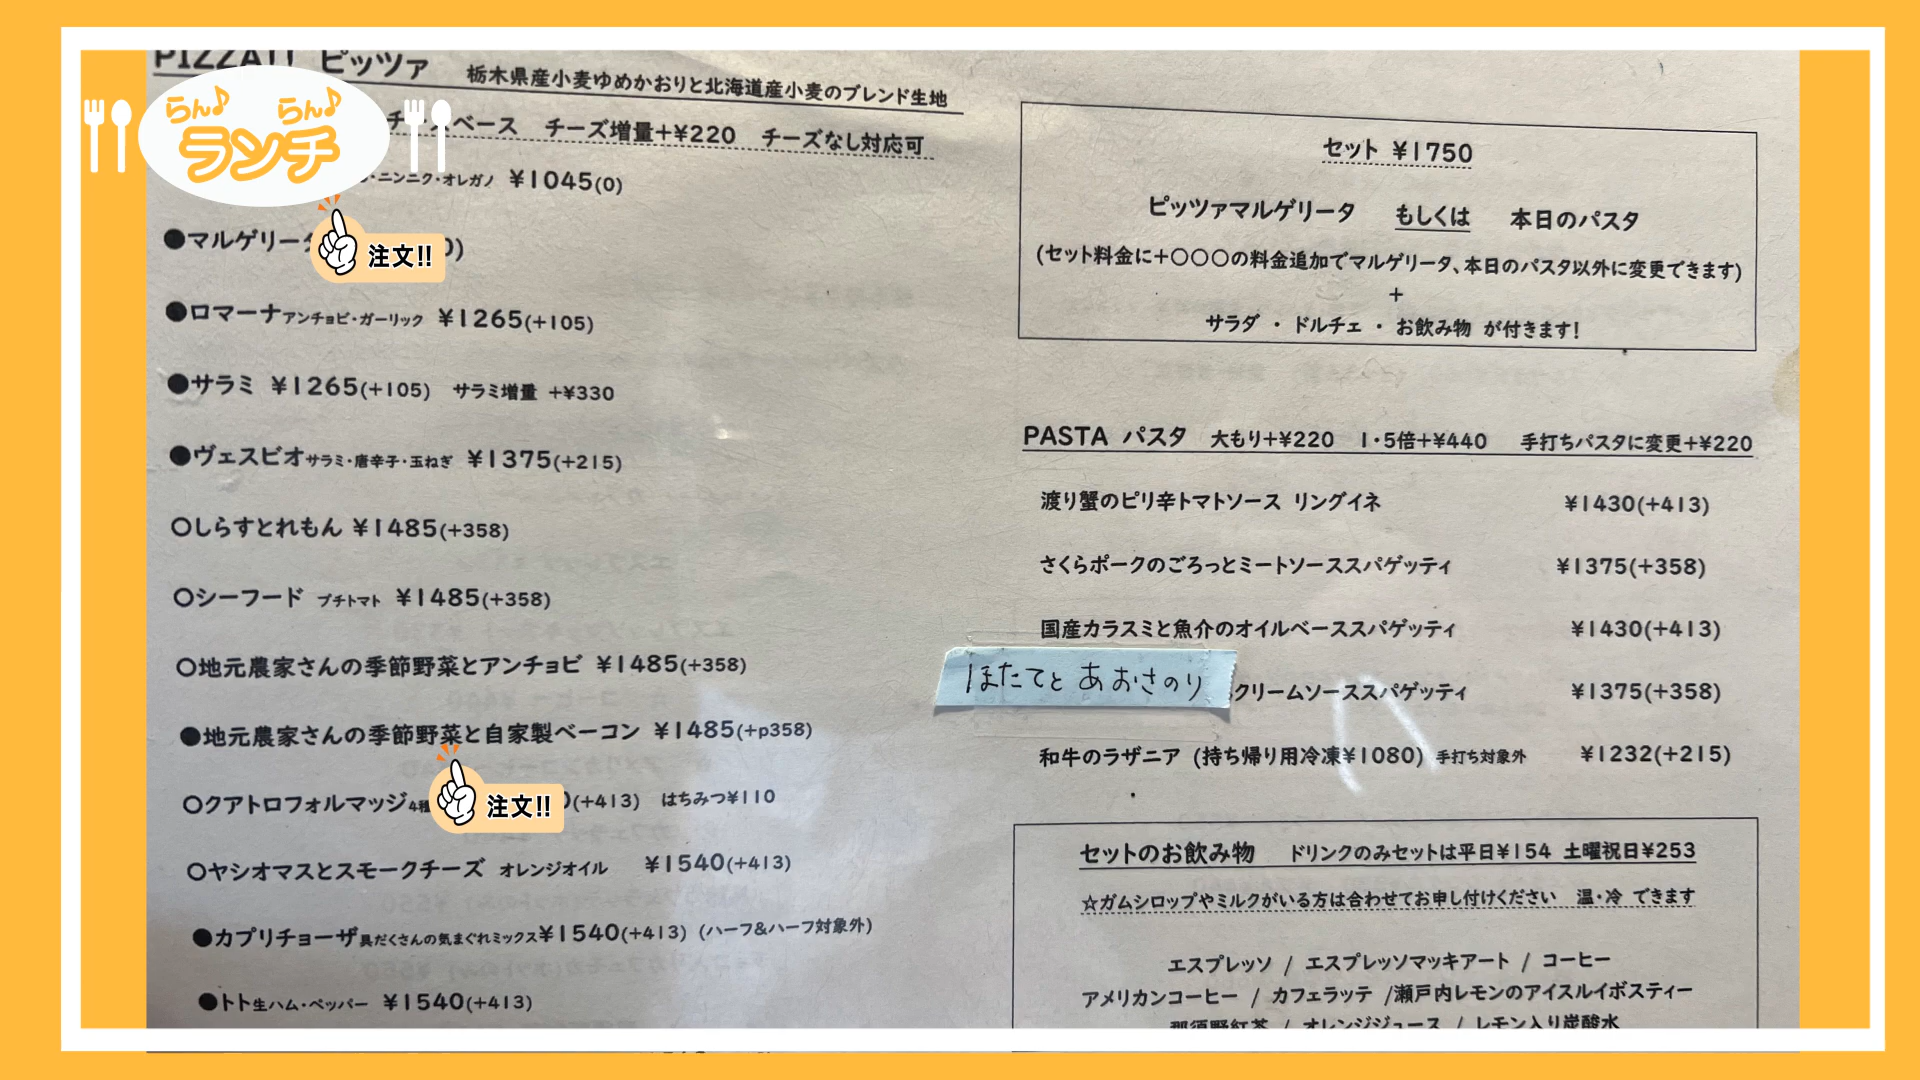 PIZZA!! ピッツァ 栃木県産小麦ゆめかおりと北海道産小麦のブレンド生地
らん♪ らん♪
ランチ
ベース チーズ増量+¥220 チーズなし対応可
・ニンニク・オレガノ ¥1045(0)
●マルゲリータ 0)
注文!!
●ロマーナアンチョビ・ガーリック ¥1265(+105)
●サラミ ¥1265(+105) サラミ増量 +¥330
●ヴェスビオサラミ・唐辛子・玉ねぎ ¥1375(+215)
○しらすとれもん ¥1485(+358)
○シーフード プチトマト ¥1485(+358)
○地元農家さんの季節野菜とアンチョビ ¥1485(+358)
●地元農家さんの季節野菜と自家製ベーコン ¥1485(+p358)
○クアトロフォルマッジ4種 0(+413) はちみつ¥110
注文!!
○ヤシオマスとスモークチーズ オレンジオイル ¥1540(+413)
●カプリチョーザ具だくさんの気まぐれミックス¥1540(+413) (ハーフ&ハーフ対象外)
●トト生ハム・ペッパー ¥1540(+413)
セット ¥1750
ピッツァマルゲリータ もしくは 本日のパスタ
(セット料金に+○○○の料金追加でマルゲリータ、本日のパスタ以外に変更できます)
+
サラダ ・ ドルチェ ・ お飲み物 が付きます!
PASTA パスタ 大もり+¥220 1・5倍+¥440 手打ちパスタに変更+¥220
渡り蟹のピリ辛トマトソース リングイネ ¥1430(+413)
さくらポークのごろっとミートソーススパゲッティ ¥1375(+358)
国産カラスミと魚介のオイルベーススパゲッティ ¥1430(+413)
ほたてと あおさのり クリームソーススパゲッティ ¥1375(+358)
和牛のラザニア (持ち帰り用冷凍¥1080) 手打ち対象外 ¥1232(+215)
セットのお飲み物 ドリンクのみセットは平日¥154 土曜祝日¥253
☆ガムシロップやミルクがいる方は合わせてお申し付けください 温・冷 できます
エスプレッソ / エスプレッソマッキアート / コーヒー
アメリカンコーヒー / カフェラッテ /瀬戸内レモンのアイスルイボスティー
那須野紅茶 / オレンジジュース / レモン入り炭酸水